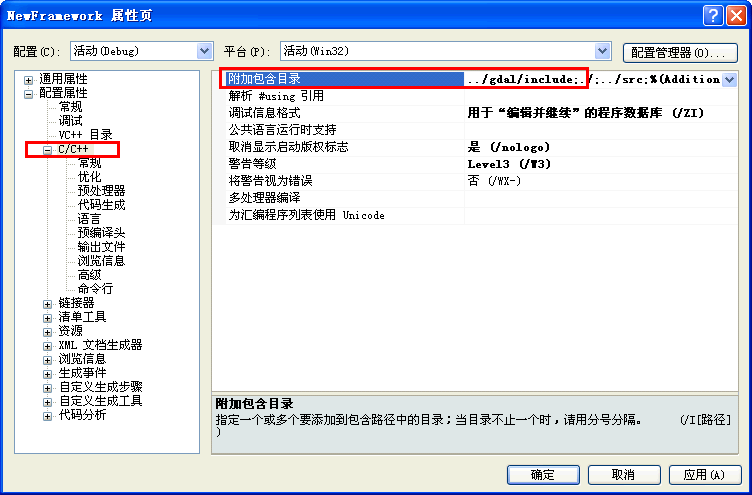 NewFramework 属性页
配置(C): 活动(Debug) 平台(P): 活动(Win32) 配置管理器(O)...
通用属性
配置属性
常规
调试
VC++ 目录
C/C++
常规
优化
预处理器
代码生成
语言
预编译头
输出文件
浏览信息
高级
命令行
链接器
清单工具
资源
XML 文档生成器
浏览信息
生成事件
自定义生成步骤
自定义生成工具
代码分析
附加包含目录 ../gdal/include;./;../src;%(Addition
解析 #using 引用
调试信息格式 用于“编辑并继续”的程序数据库 (/ZI)
公共语言运行时支持
取消显示启动版权标志 是 (/nologo)
警告等级 Level3 (/W3)
将警告视为错误 否 (/WX-)
多处理器编译
为汇编程序列表使用 Unicode
附加包含目录
指定一个或多个要添加到包含路径中的目录；当目录不止一个时，请用分号分隔。 (/I[路径]
)
确定 取消 应用(A)